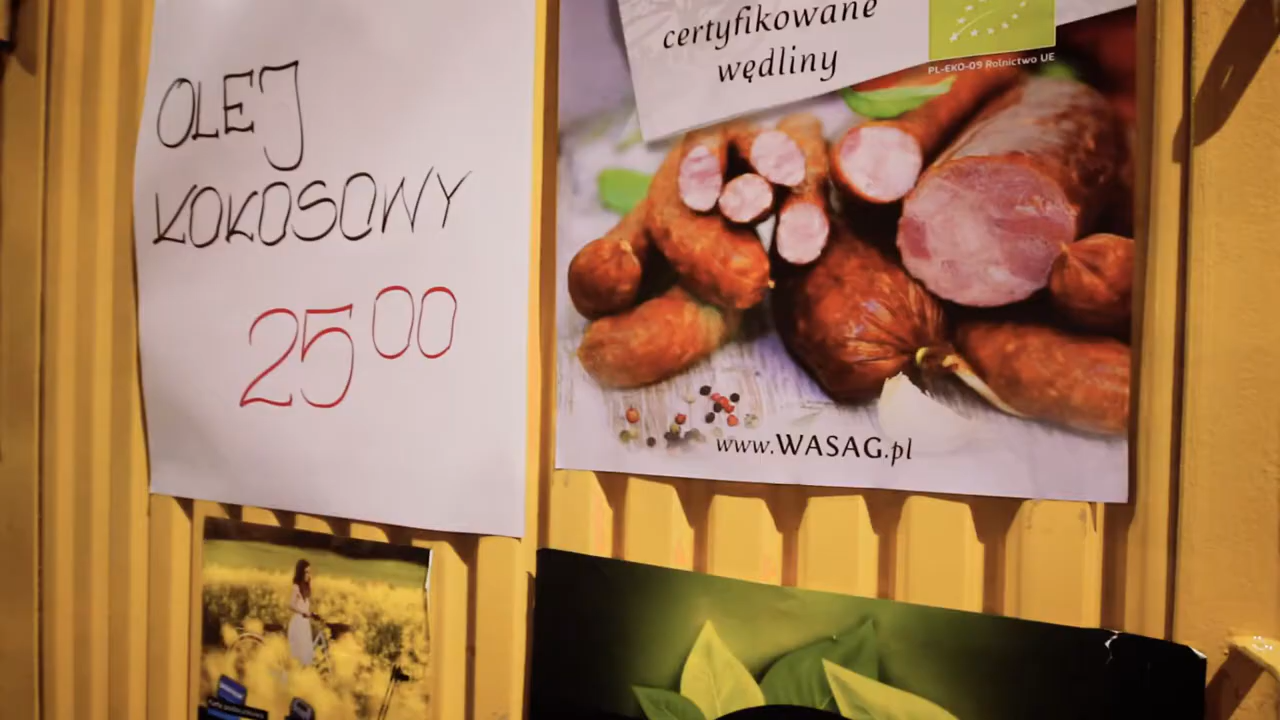 OLEJ
KOKOSOWY
25 00
certyfikowane
wędliny
PL-EKO-09 Rolnictwo UE
www.WASAG.pl